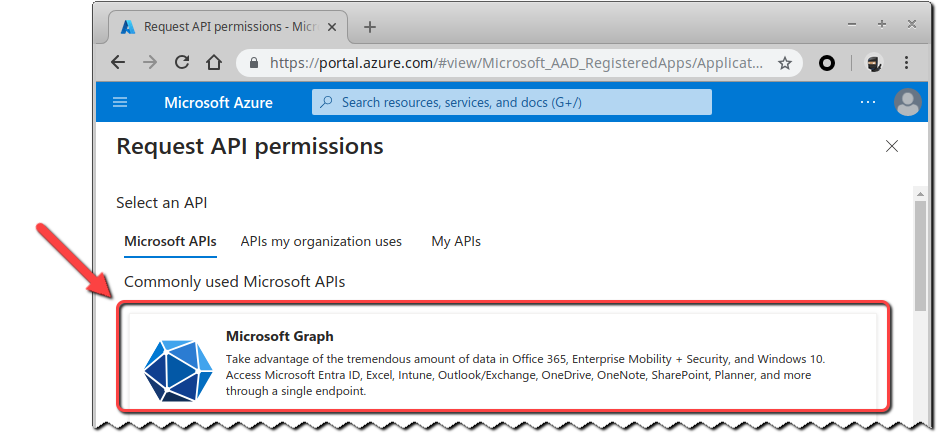 Request API permissions - Micr
https://portal.azure.com/#view/Microsoft_AAD_RegisteredApps/Applicat...
Microsoft Azure
Search resources, services, and docs (G+/)
Request API permissions
Select an API
Microsoft APIs
APIs my organization uses
My APIs
Commonly used Microsoft APIs
Microsoft Graph
Take advantage of the tremendous amount of data in Office 365, Enterprise Mobility + Security, and Windows 10.
Access Microsoft Entra ID, Excel, Intune, Outlook/Exchange, OneDrive, OneNote, SharePoint, Planner, and more
through a single endpoint.